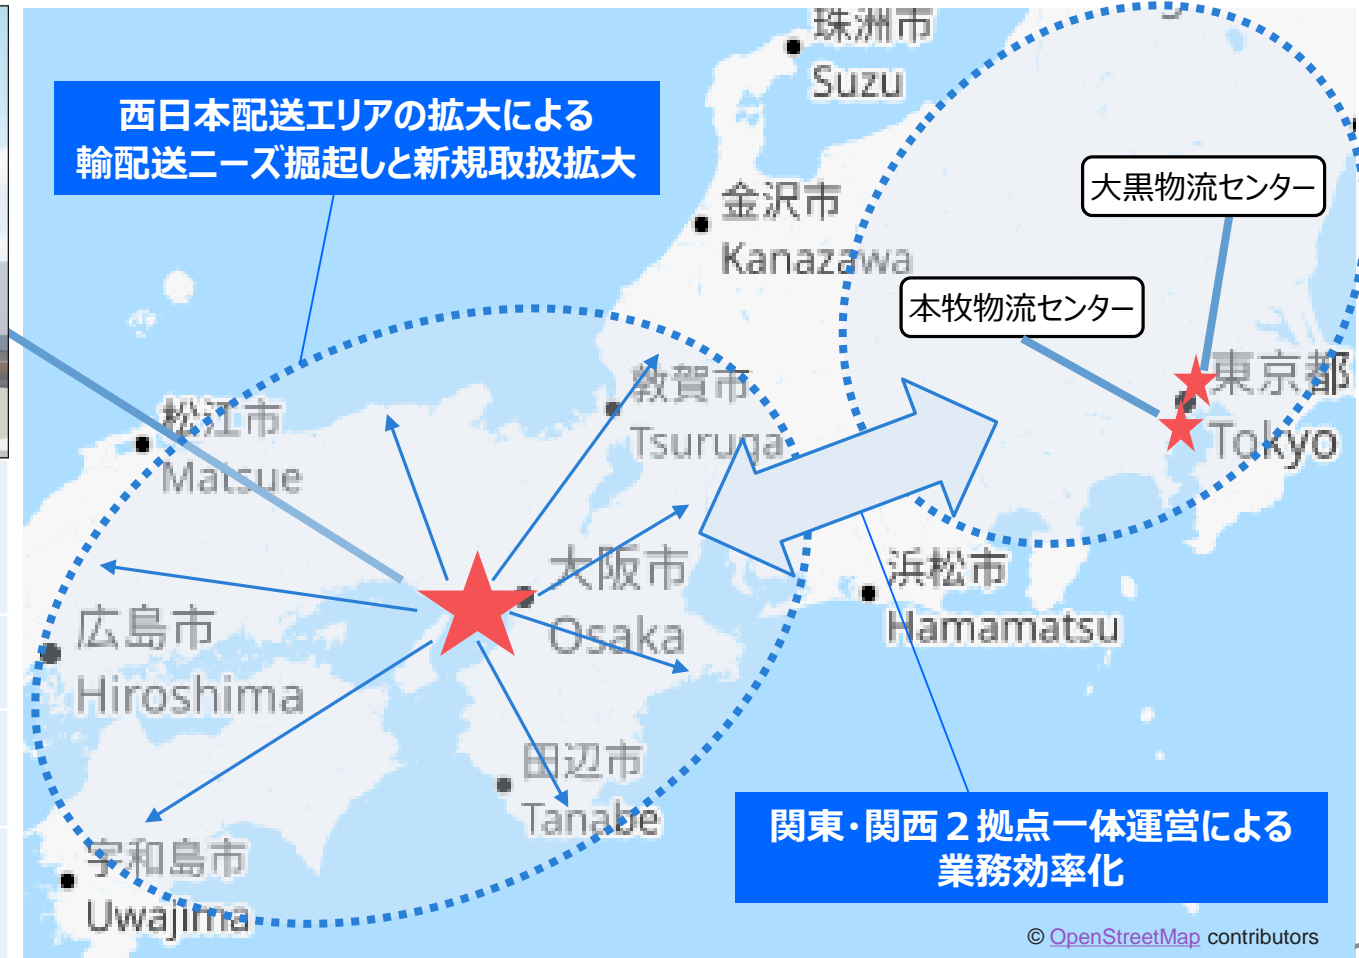 珠洲市
Suzu
西日本配送エリアの拡大による
輸配送ニーズ掘起しと新規取扱拡大
大黒物流センター
金沢市
Kanazawa
本牧物流センター
東京都
Tokyo
敦賀市
Tsuruga
松江市
Matsue
大阪市
Osaka
浜松市
Hamamatsu
広島市
Hiroshima
田辺市
Tanabe
関東・関西２拠点一体運営による
業務効率化
宇和島市
Uwajima
© OpenStreetMap contributors